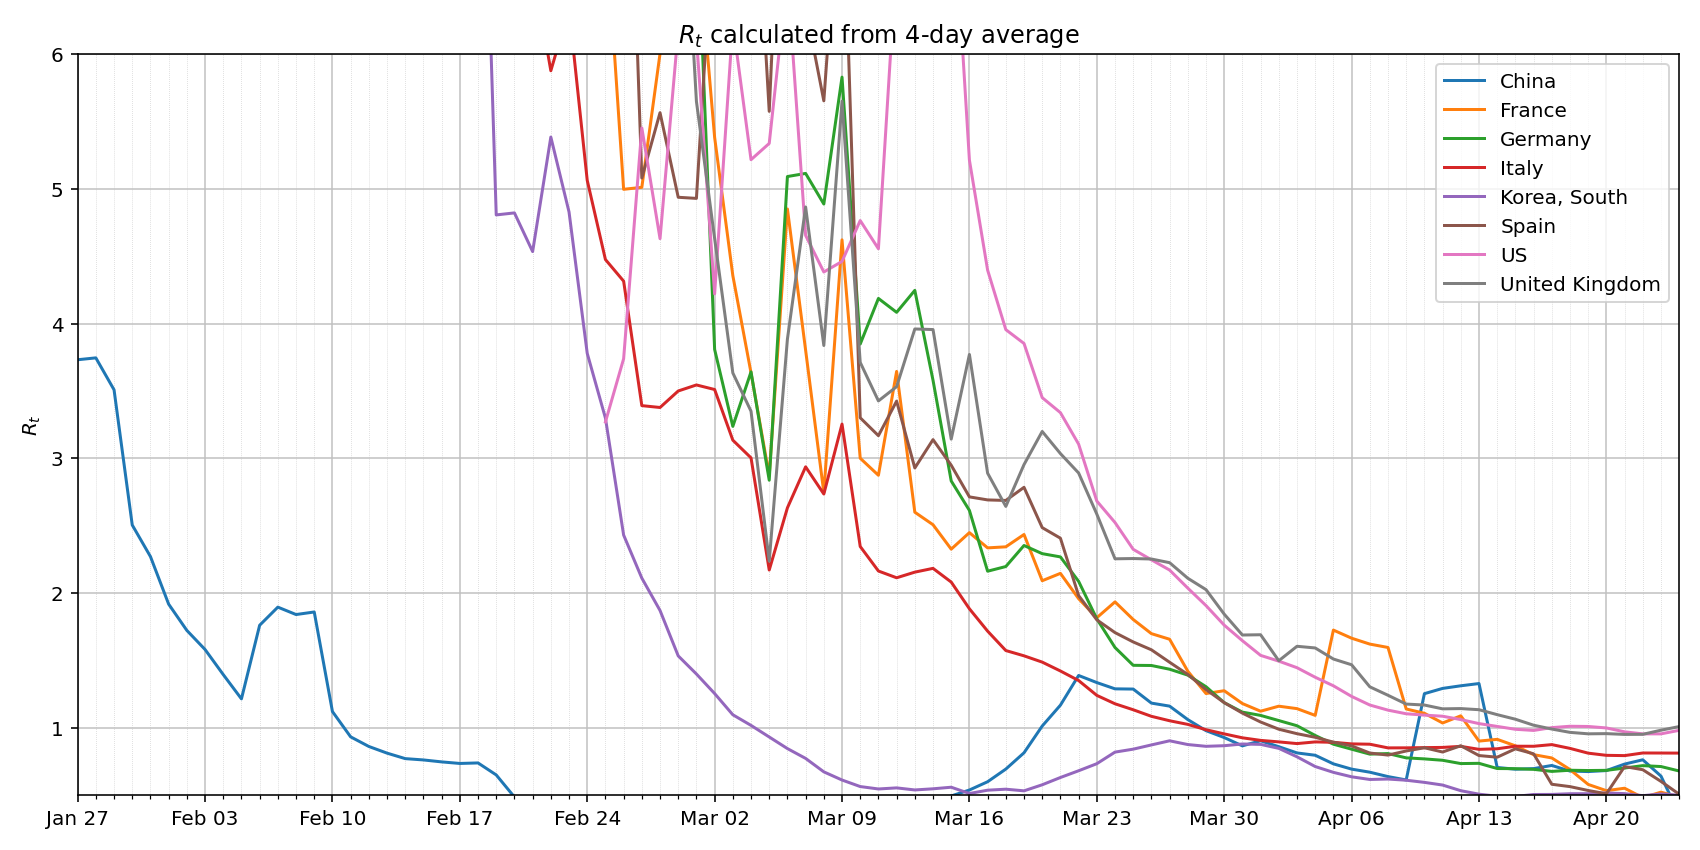 R_t calculated from 4-day average
6
5
4
3
2
1
R_t
China
France
Germany
Italy
Korea, South
Spain
US
United Kingdom
Jan 27 Feb 03 Feb 10 Feb 17 Feb 24 Mar 02 Mar 09 Mar 16 Mar 23 Mar 30 Apr 06 Apr 13 Apr 20